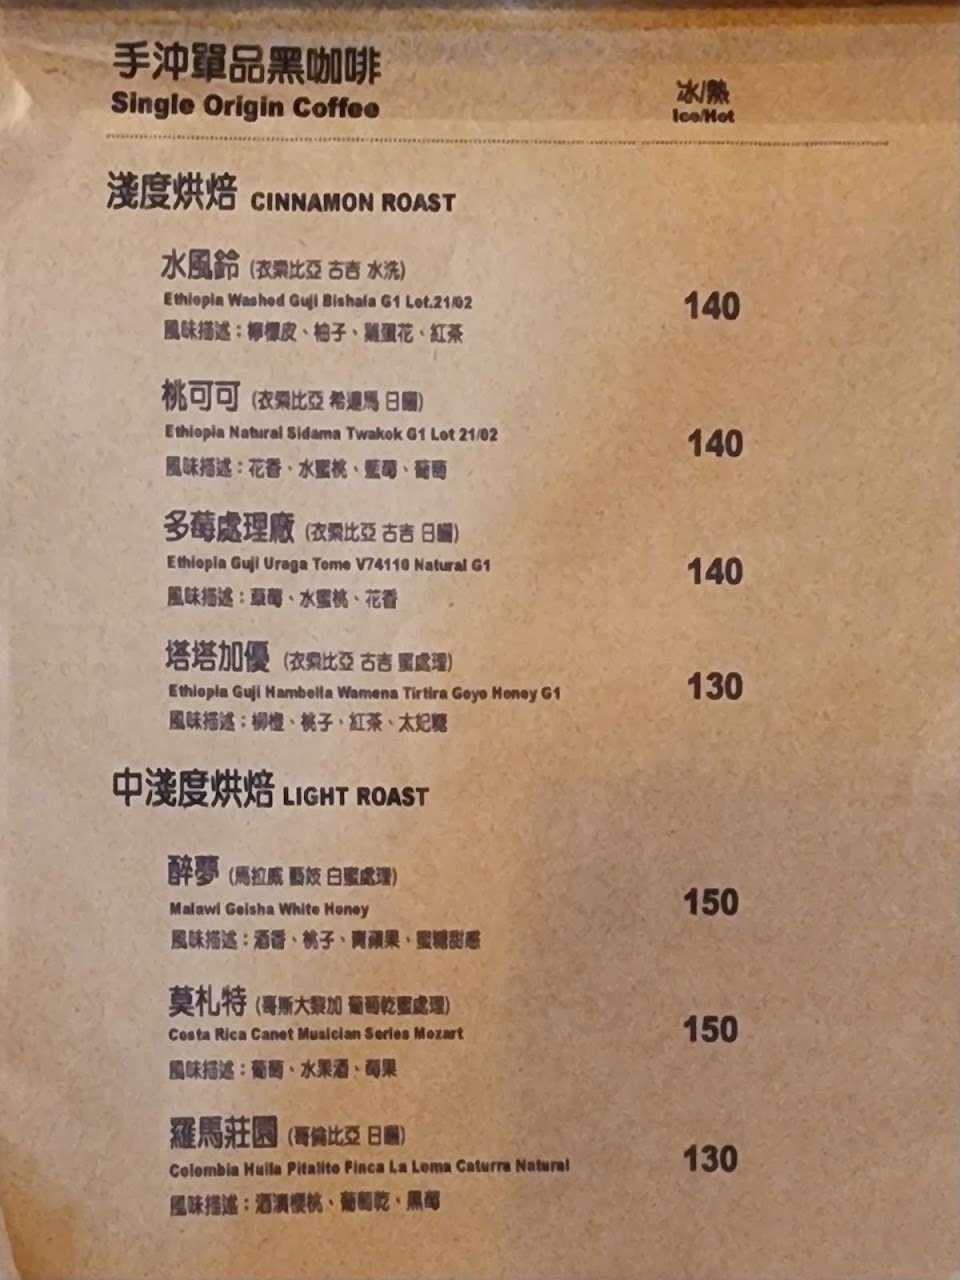 手沖單品黑咖啡
Single Origin Coffee
冰/熱
Ice/Hot
淺度烘焙 CINNAMON ROAST
水風鈴 (衣索比亞 古吉 水洗)
Ethiopia Washed Guji Bishala G1 Lot.21/02
140
風味描述：檸檬皮、柚子、雞蛋花、紅茶
桃可可 (衣索比亞 希達馬 日曬)
Ethiopia Natural Sidama Twakok G1 Lot 21/02
140
風味描述：花香、水蜜桃、藍莓、葡萄
多莓處理廠 (衣索比亞 古吉 日曬)
Ethiopia Guji Uraga Tome V74110 Natural G1
140
風味描述：草莓、水蜜桃、花香
塔塔加優 (衣索比亞 古吉 蜜處理)
Ethiopia Guji Hambella Wamena Tirtira Goyo Honey G1
130
風味描述：柳橙、桃子、紅茶、太妃糖
中淺度烘焙 LIGHT ROAST
醉夢 (馬拉威 藝妓 白蜜處理)
Malawi Geisha White Honey
150
風味描述：酒香、桃子、青蘋果、蜜糖甜感
莫札特 (哥斯大黎加 葡萄乾蜜處理)
Costa Rica Canet Musician Series Mozart
150
風味描述：葡萄、水果酒、莓果
羅馬莊園 (哥倫比亞 日曬)
Colombia Huila Pitalito Finca La Loma Caturra Natural
130
風味描述：酒漬櫻桃、葡萄乾、黑莓